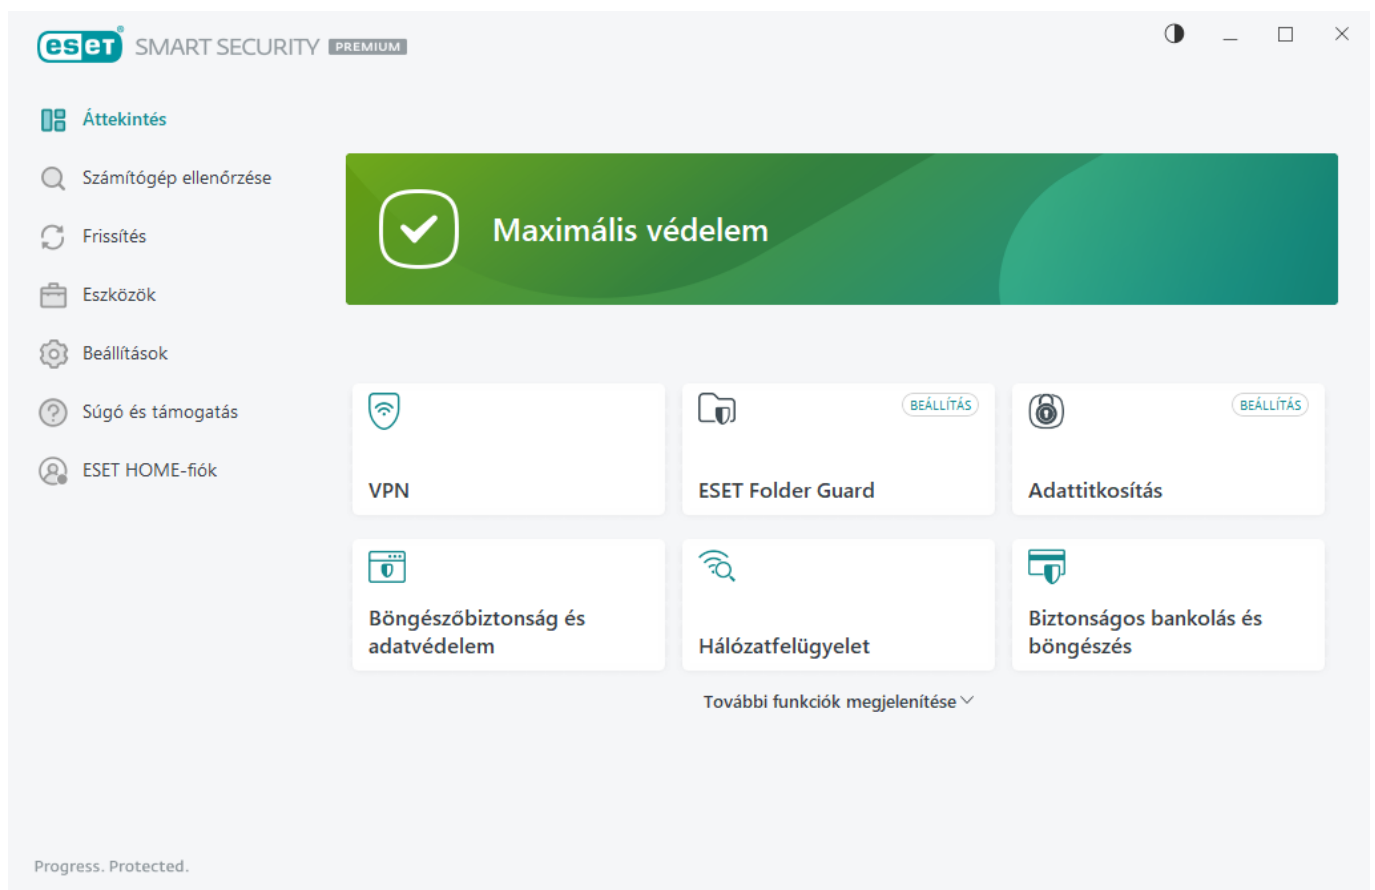 eset® SMART SECURITY PREMIUM
Áttekintés
Számítógép ellenőrzése
Frissítés
Eszközök
Beállítások
Súgó és támogatás
ESET HOME-fiók
Maximális védelem
VPN
BEÁLLÍTÁS
ESET Folder Guard
BEÁLLÍTÁS
Adattitkosítás
Böngészőbiztonság és
adatvédelem
Hálózatfelügyelet
Biztonságos bankolás és
böngészés
További funkciók megjelenítése
Progress. Protected.